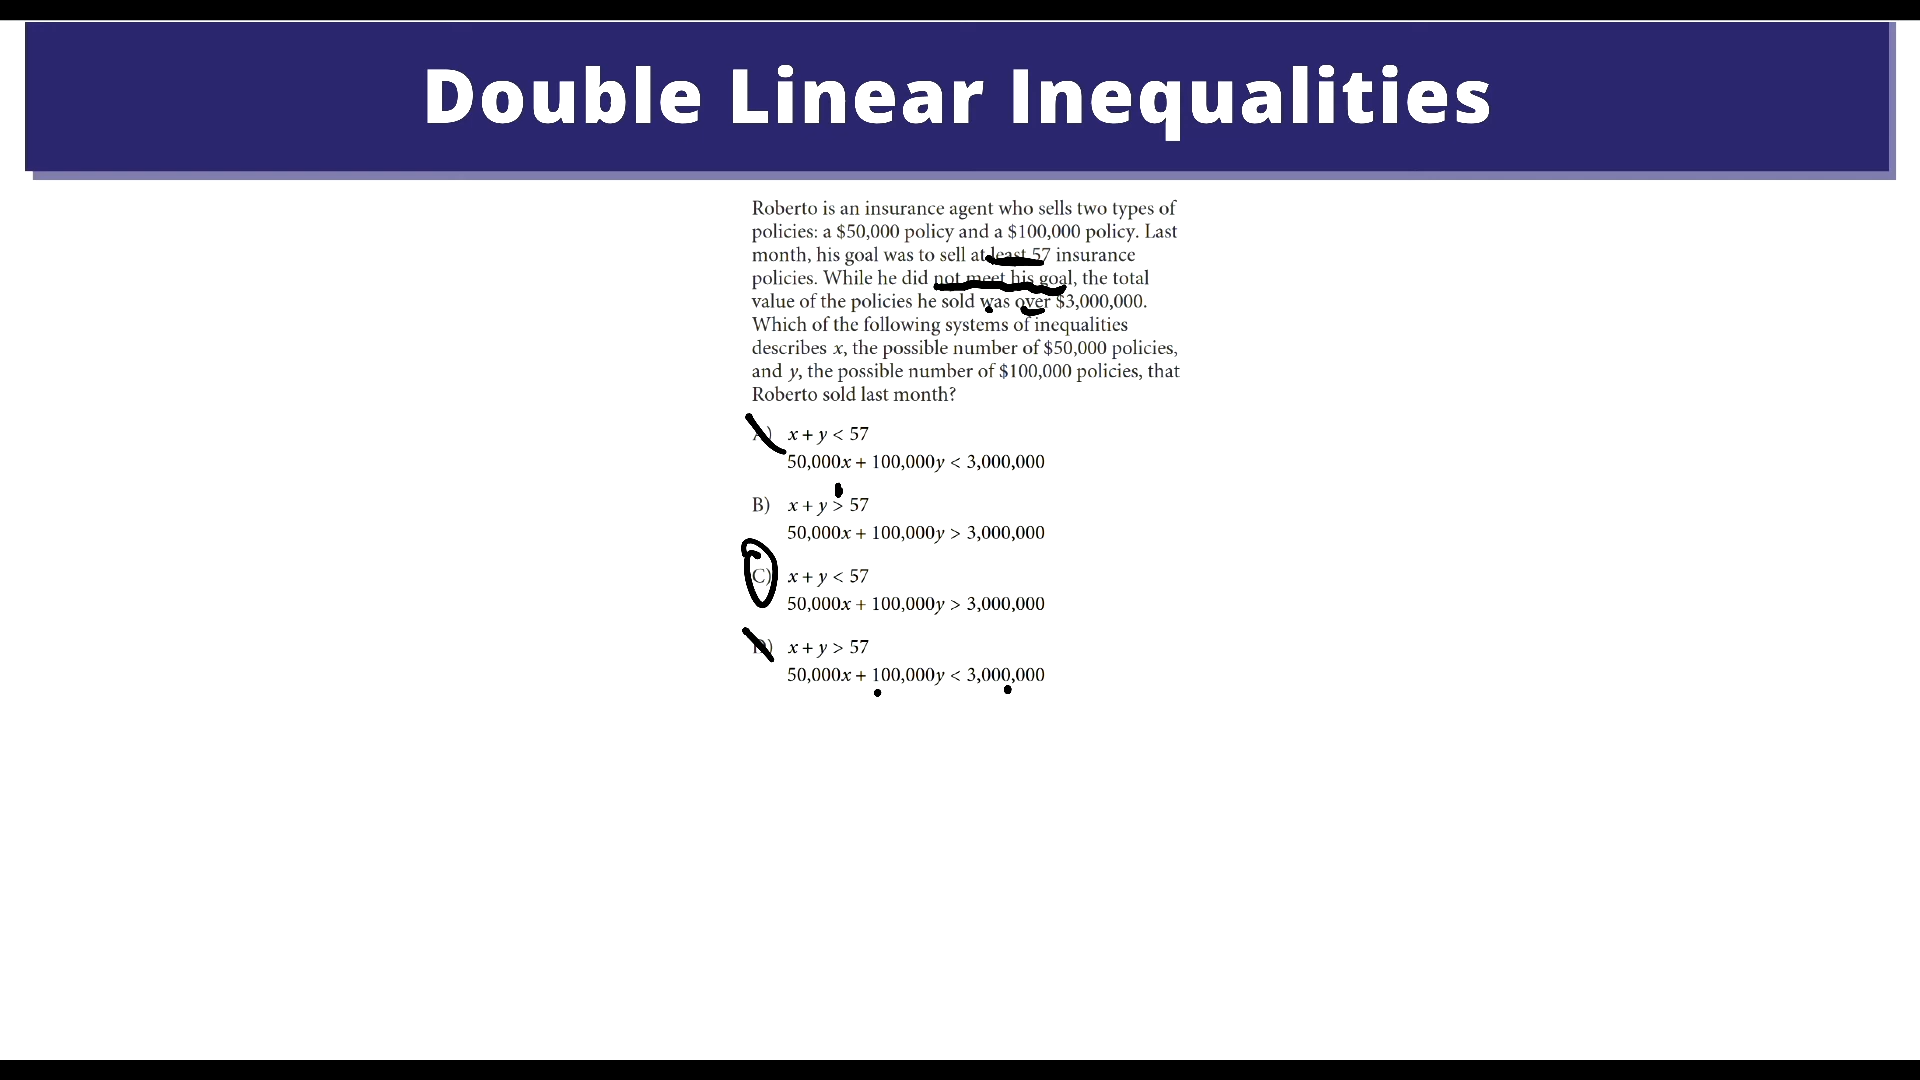 Double Linear Inequalities
Roberto is an insurance agent who sells two types of
policies: a $50,000 policy and a $100,000 policy. Last
month, his goal was to sell at least 57 insurance
policies. While he did not meet his goal, the total
value of the policies he sold was over $3,000,000.
Which of the following systems of inequalities
describes x, the possible number of $50,000 policies,
and y, the possible number of $100,000 policies, that
Roberto sold last month?
A) x + y < 57
50,000x + 100,000y < 3,000,000
B) x + y > 57
50,000x + 100,000y > 3,000,000
C) x + y < 57
50,000x + 100,000y > 3,000,000
D) x + y > 57
50,000x + 100,000y < 3,000,000